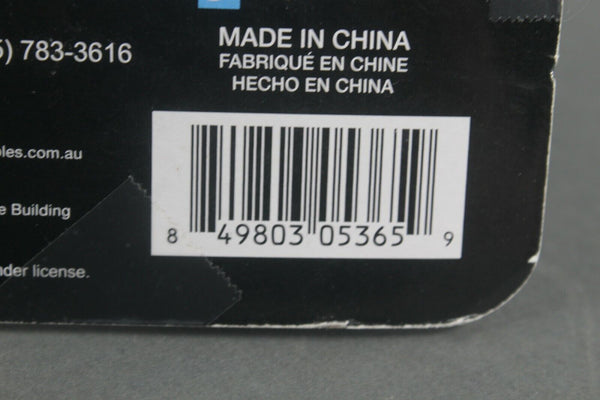 MADE IN CHINA
FABRIQUÉ EN CHINE
HECHO EN CHINA
5) 783-3616
les.com.au
e Building
nder license.
8 49803 05365 9